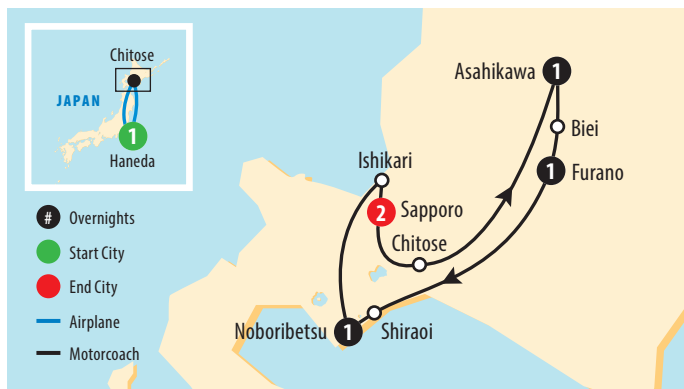 Chitose
JAPAN
1
Haneda
# Overnights
Start City
End City
Airplane
Motorcoach
Asahikawa 1
Biei
1 Furano
Ishikari
2 Sapporo
Chitose
Noboribetsu 1 Shiraoi